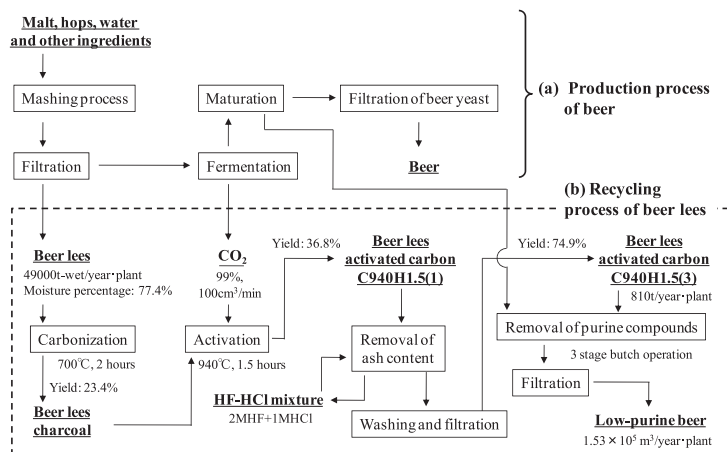 Malt, hops, water
and other ingredients
Mashing process
Maturation
Filtration of beer yeast
(a) Production process
of beer
Filtration
Fermentation
Beer
(b) Recycling
process of beer lees
Beer lees
49000t-wet/year・plant
Moisture percentage: 77.4%
CO2
99%,
100cm³/min
Yield: 36.8%
Beer lees
activated carbon
C940H1.5(1)
Yield: 74.9%
Beer lees
activated carbon
C940H1.5(3)
810t/year・plant
Carbonization
700℃, 2 hours
Activation
940℃, 1.5 hours
Removal of
ash content
Removal of purine compounds
3 stage butch operation
Yield: 23.4%
Beer lees
charcoal
HF-HCl mixture
2MHF+1MHCl
Washing and filtration
Filtration
Low-purine beer
1.53 × 10⁵ m³/year・plant